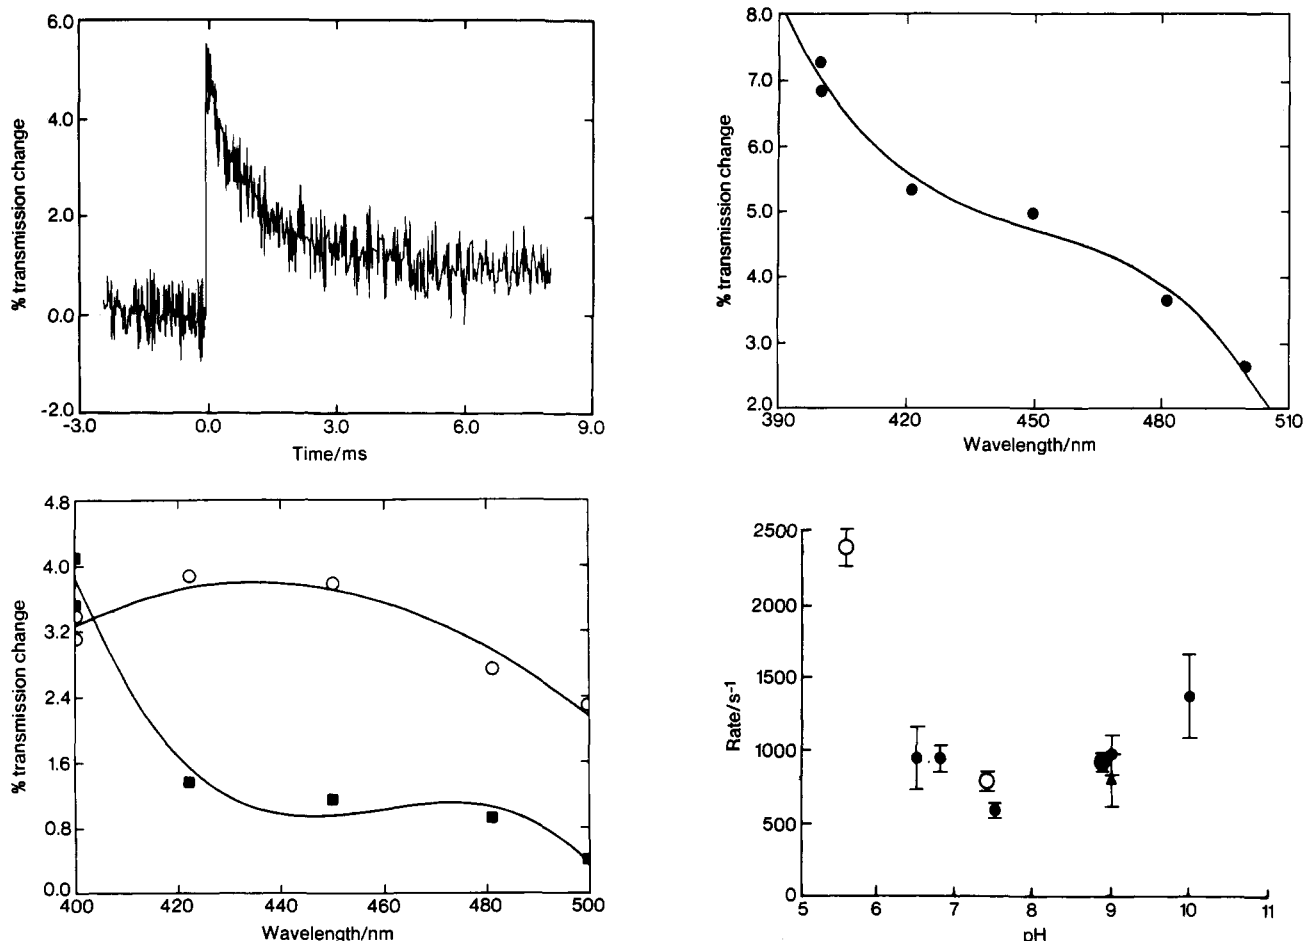 6.0
4.0
2.0
0.0
-2.0
-3.0 0.0 3.0 6.0 9.0
% transmission change
Time/ms
8.0
7.0
6.0
5.0
4.0
3.0
2.0
390 420 450 480 510
% transmission change
Wavelength/nm
4.8
4.0
3.2
2.4
1.6
0.8
0.0
400 420 440 460 480 500
% transmission change
Wavelength/nm
2500
2000
1500
1000
500
0
5 6 7 8 9 10 11
Rate/s-1
pH